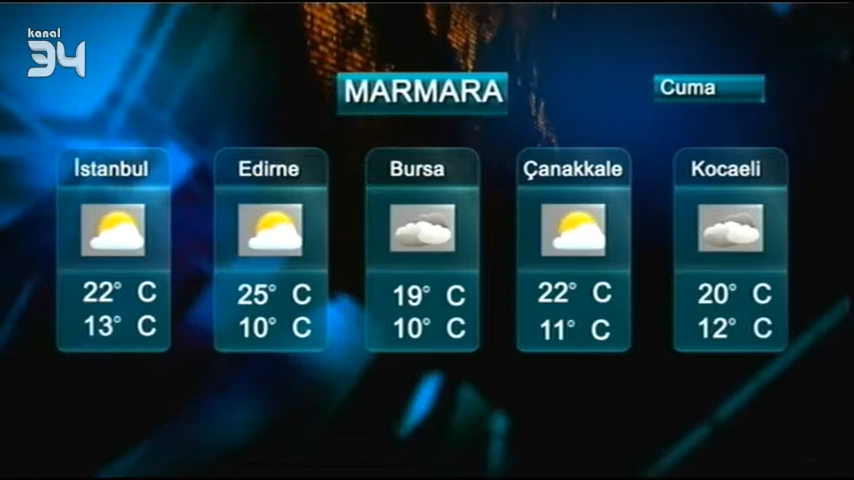 kanal
34
MARMARA
Cuma
İstanbul
22° C
13° C
Edirne
25° C
10° C
Bursa
19° C
10° C
Çanakkale
22° C
11° C
Kocaeli
20° C
12° C